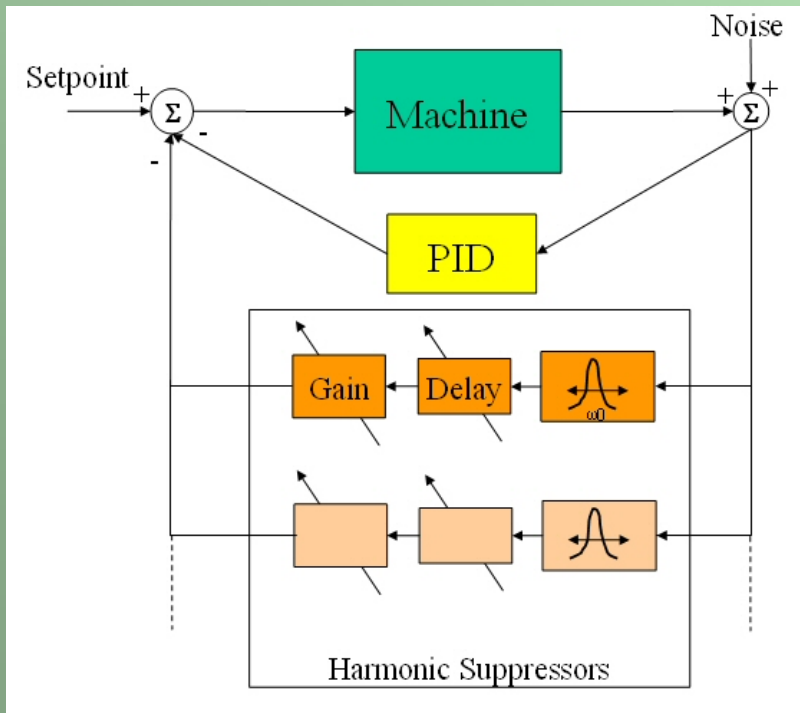 Noise
Setpoint
+
Σ
-
-
Machine
+
+
Σ
PID
Gain
Delay
ω0
Harmonic Suppressors